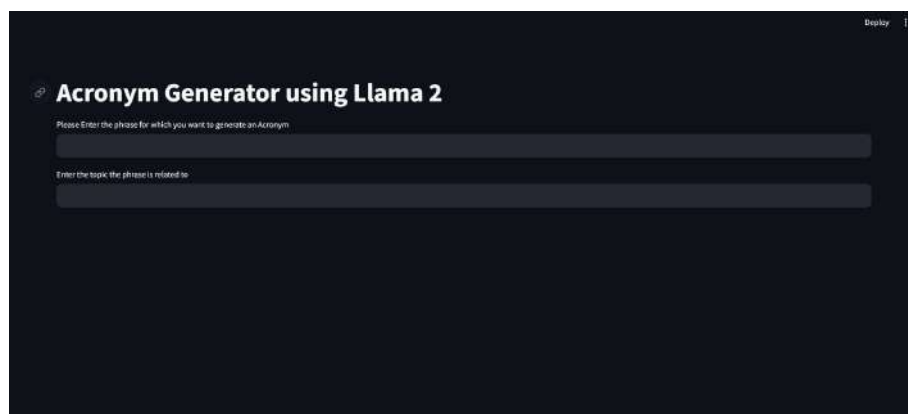 Deploy
Acronym Generator using Llama 2
Please Enter the phrase for which you want to generate an Acronym
Enter the topic the phrase is related to